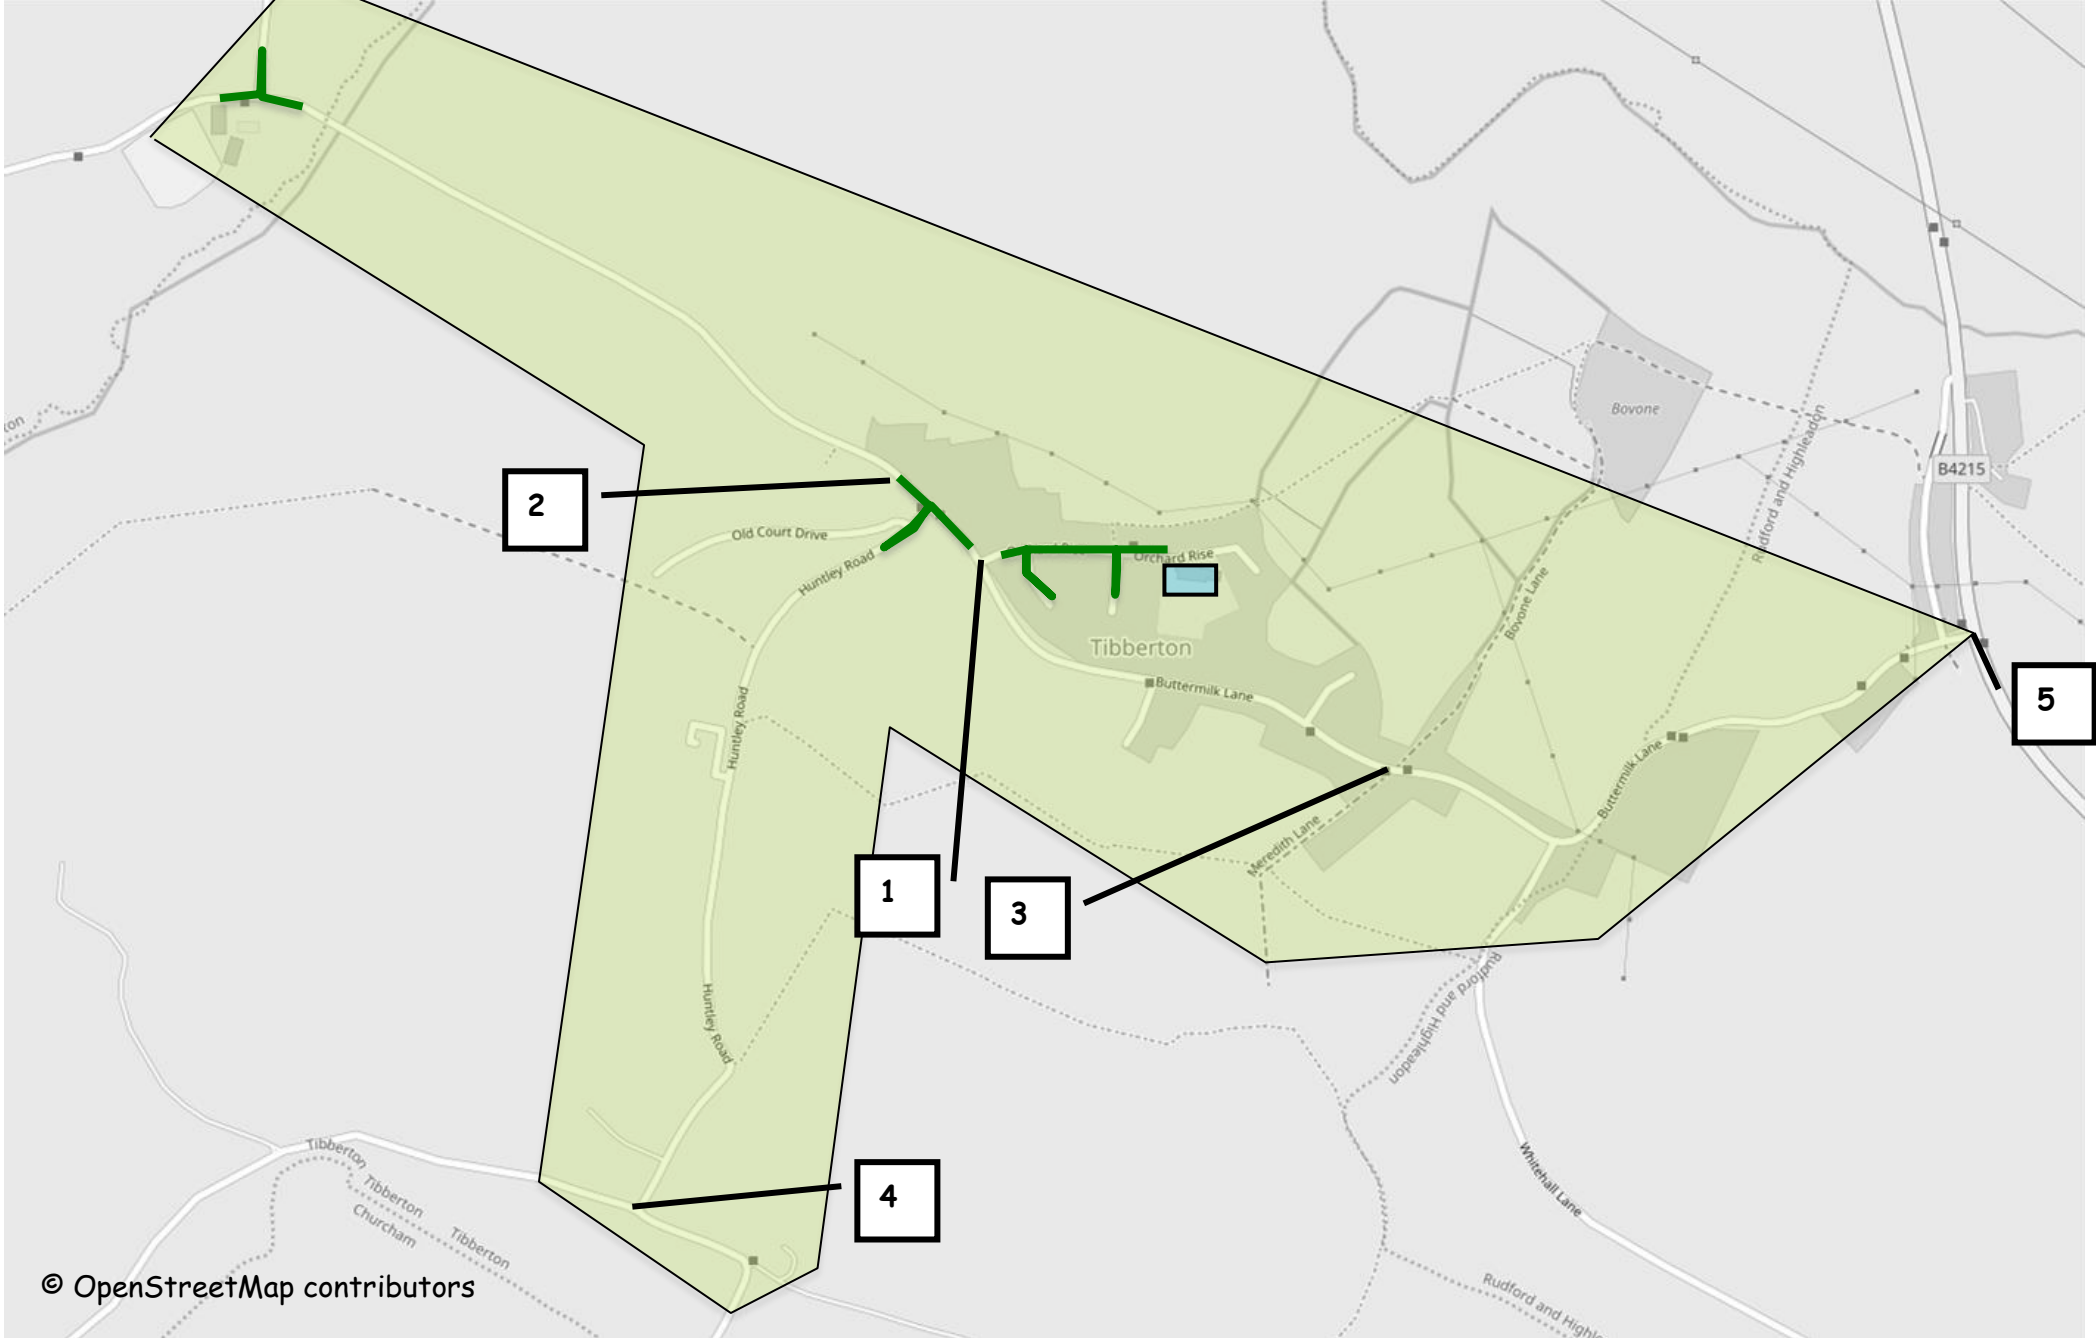 ton
Bovone
Rudford and Highleadon
B4215
2
Old Court Drive
Huntley Road
Orchard Rise
Bovone Lane
Tibberton
Buttermilk Lane
5
Huntley Road
Buttermilk Lane
Meredith Lane
1
3
Rudford and Highleadon
Huntley Road
Tibberton
Tibberton
Churcham
Tibberton
4
Whitehall Lane
© OpenStreetMap contributors
Rudford and Highle